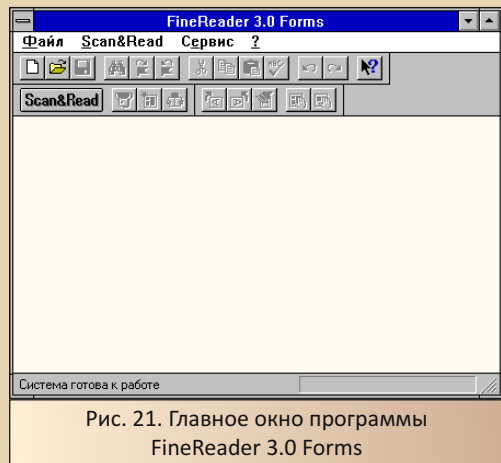 FineReader 3.0 Forms
Файл Scan&Read Сервис ?
ABC
Scan&Read
Система готова к работе
Рис. 21. Главное окно программы
FineReader 3.0 Forms